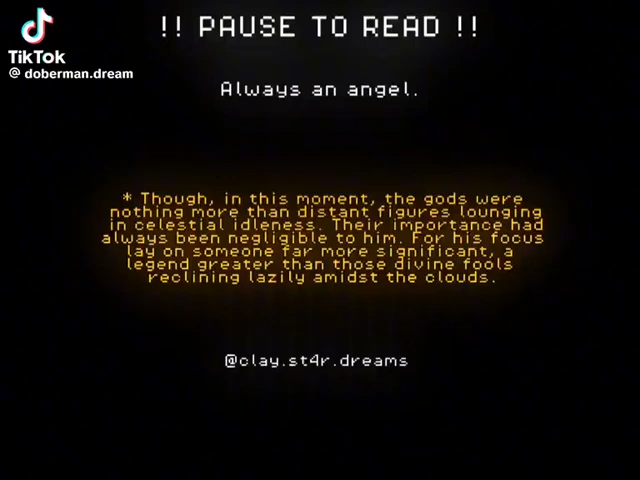 !! PAUSE TO READ !!
TikTok
@ doberman.dream
Always an angel.
* Though, in this moment, the gods were
nothing more than distant figures lounging
in celestial idleness. Their importance had
always been negligible to him. For his focus
lay on someone far more significant, a
legend greater than those divine fools
reclining lazily amidst the clouds.
@clay.st4r.dreams